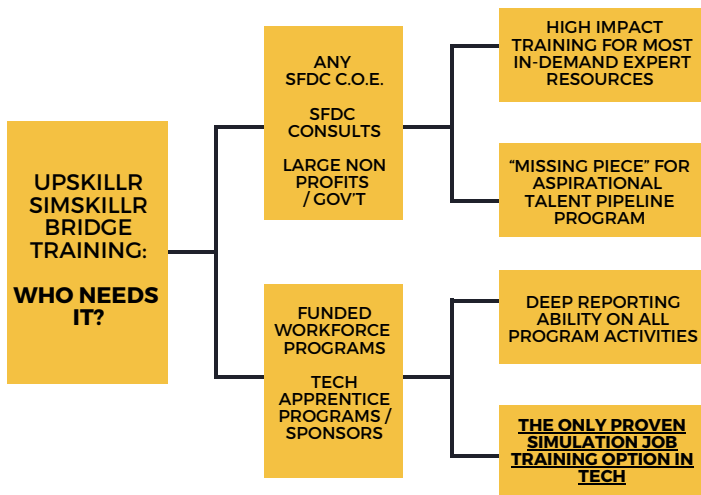 UPSKILLR
SIMSKILLR
BRIDGE
TRAINING:
WHO NEEDS
IT?
ANY
SFDC C.O.E.
SFDC
CONSULTS
LARGE NON
PROFITS
/ GOV'T
HIGH IMPACT
TRAINING FOR MOST
IN-DEMAND EXPERT
RESOURCES
“MISSING PIECE” FOR
ASPIRATIONAL
TALENT PIPELINE
PROGRAM
FUNDED
WORKFORCE
PROGRAMS
TECH
APPRENTICE
PROGRAMS /
SPONSORS
DEEP REPORTING
ABILITY ON ALL
PROGRAM ACTIVITIES
THE ONLY PROVEN
SIMULATION JOB
TRAINING OPTION IN
TECH